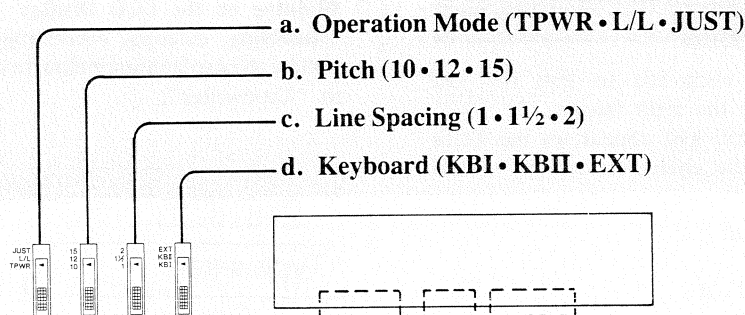 a. Operation Mode (TPWR • L/L • JUST)
b. Pitch (10 • 12 • 15)
c. Line Spacing (1 • 1½ • 2)
d. Keyboard (KBI • KBII • EXT)
JUST 15 2 EXT
L/L 12 1½ KBII
TPWR 10 1 KBI